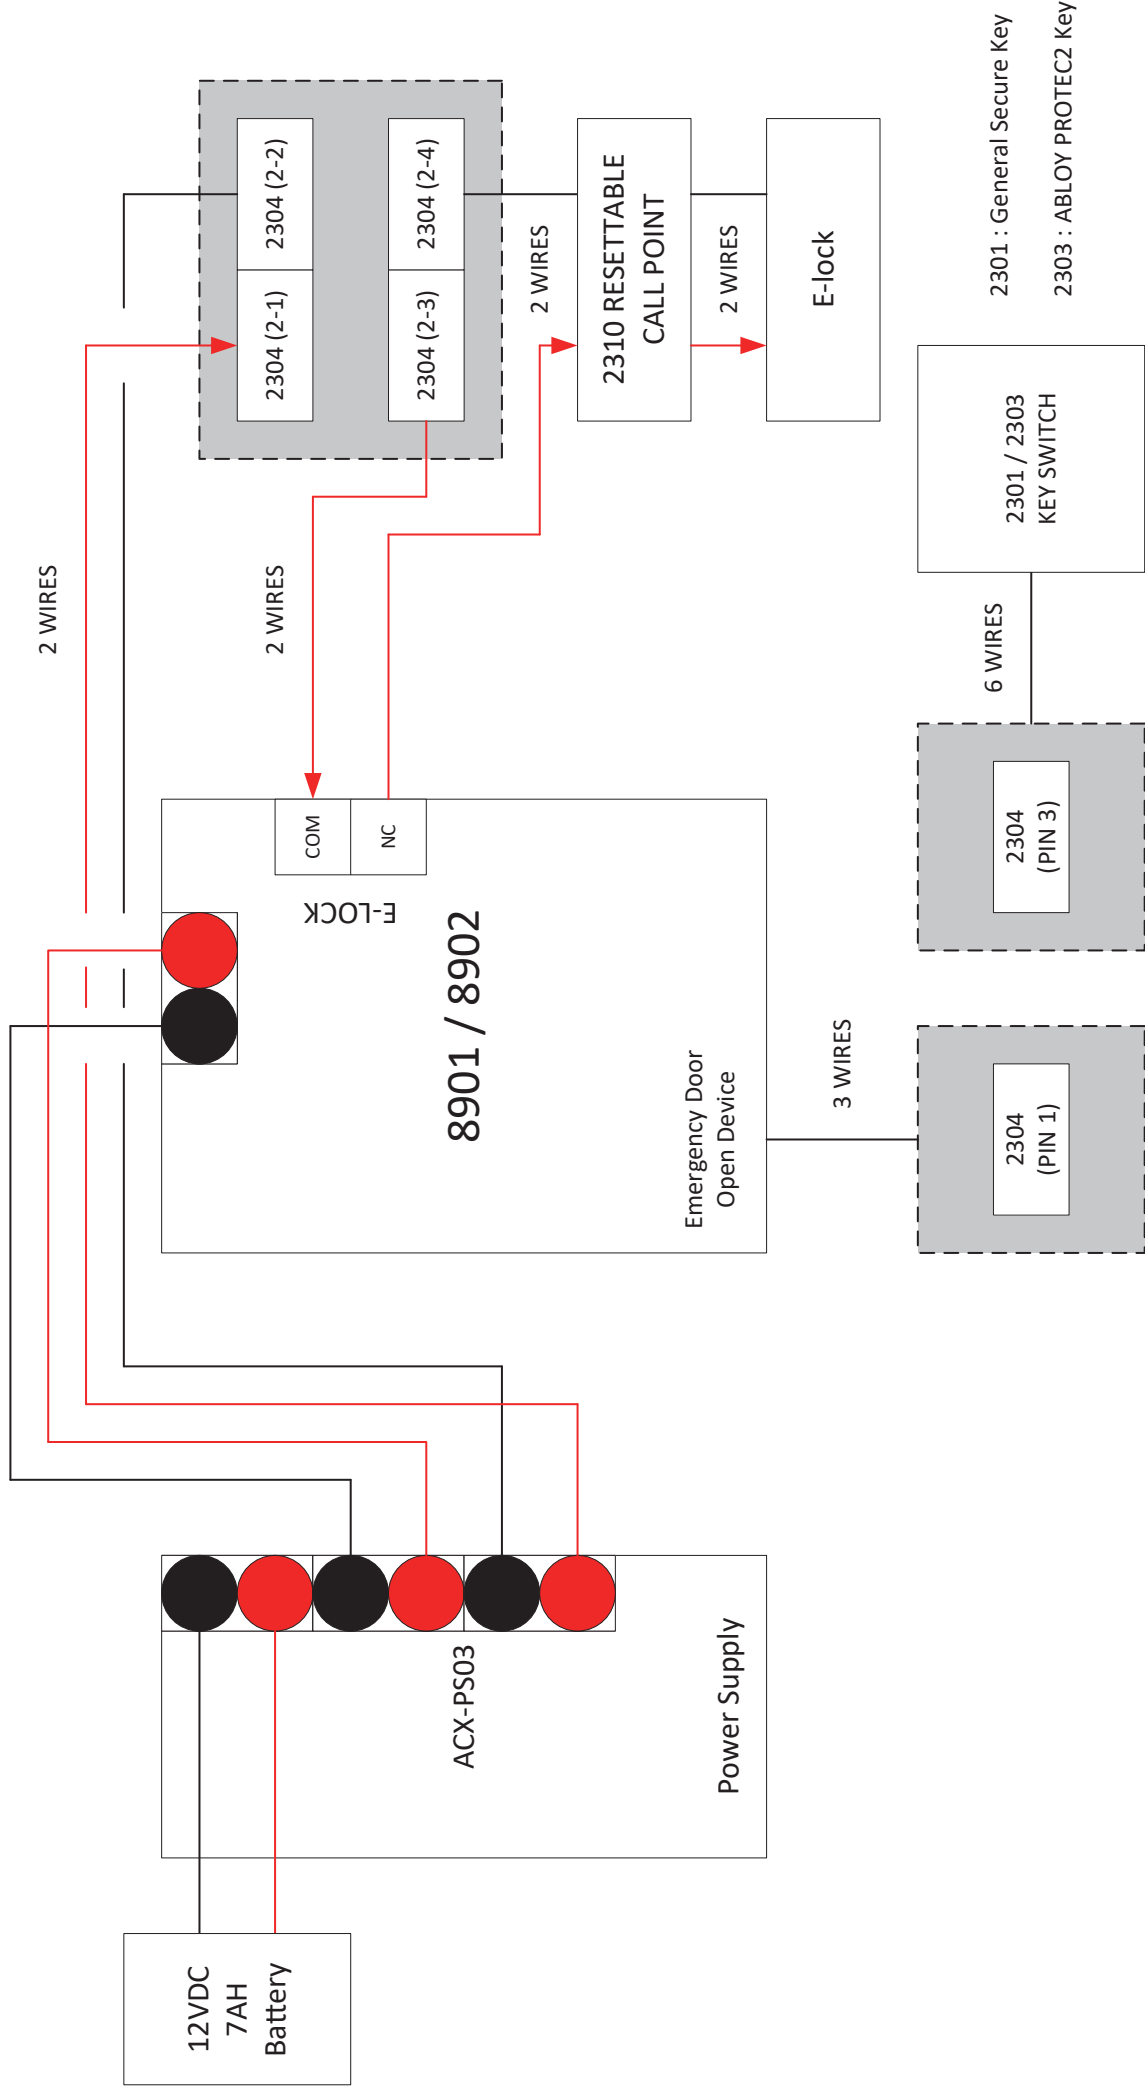 12VDC
7AH
Battery
ACX-PS03
Power Supply
8901 / 8902
E-LOCK
COM
NC
Emergency Door
Open Device
2 WIRES
2 WIRES
2304 (2-1)
2304 (2-2)
2304 (2-3)
2304 (2-4)
2 WIRES
2310 RESETTABLE
CALL POINT
2 WIRES
E-lock
3 WIRES
2304
(PIN 1)
2304
(PIN 3)
6 WIRES
2301 / 2303
KEY SWITCH
2301 : General Secure Key
2303 : ABLOY PROTEC2 Key